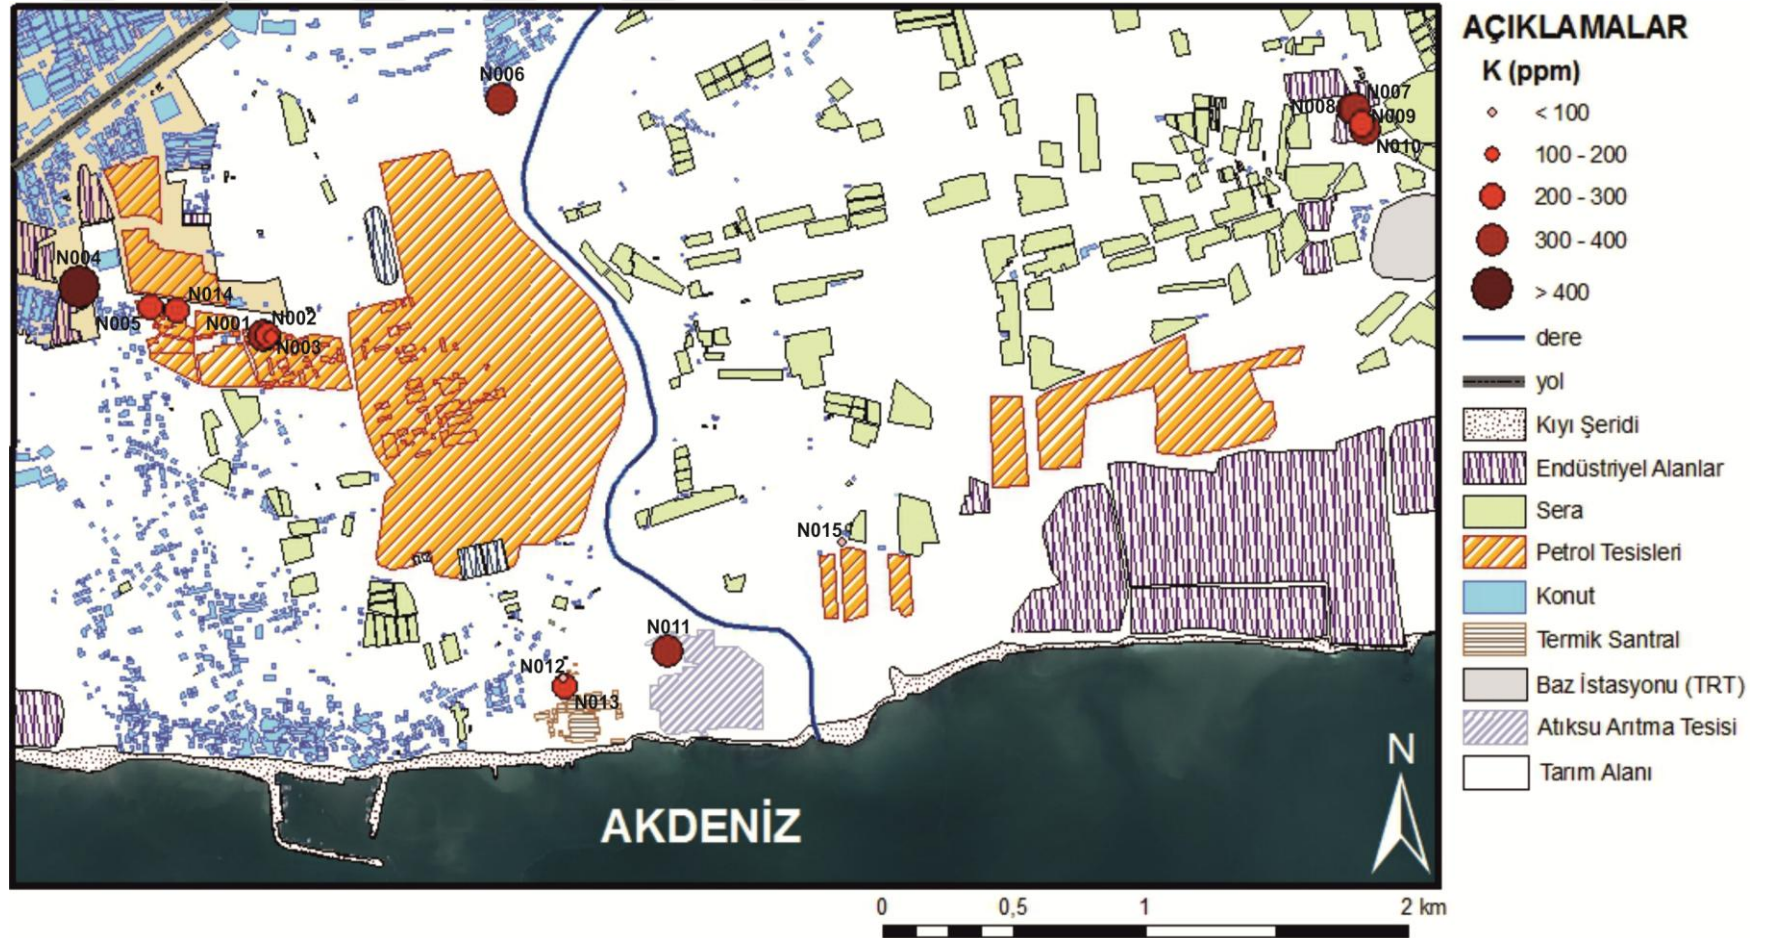 AÇIKLAMALAR
K (ppm)
< 100
100 - 200
200 - 300
300 - 400
> 400
dere
yol
Kıyı Şeridi
Endüstriyel Alanlar
Sera
Petrol Tesisleri
Konut
Termik Santral
Baz İstasyonu (TRT)
Atıksu Arıtma Tesisi
Tarım Alanı
N006
N007
N008
N009
N010
N004
N014
N005
N001
N002
N003
N015
N011
N012
N013
AKDENİZ
N
0 0,5 1 2 km